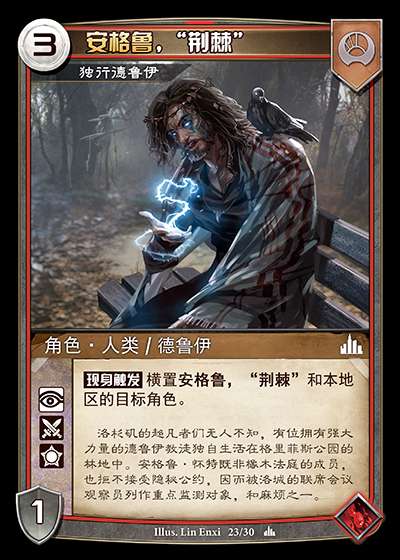 3
安格鲁，“荆棘”
独行德鲁伊
角色·人类/德鲁伊
现身触发 横置安格鲁，“荆棘”和本地
区的目标角色。
洛杉矶的超凡者们无人不知，有位拥有强大
力量的德鲁伊教徒独自生活在格里菲斯公园的
林地中。安格鲁·怀特既非橡木法庭的成员，
也拒不接受隐秘公约，因而被洛城的联席会议
观察员列作重点监测对象，和麻烦之一。
1
Illus. Lin Enxi 23/30